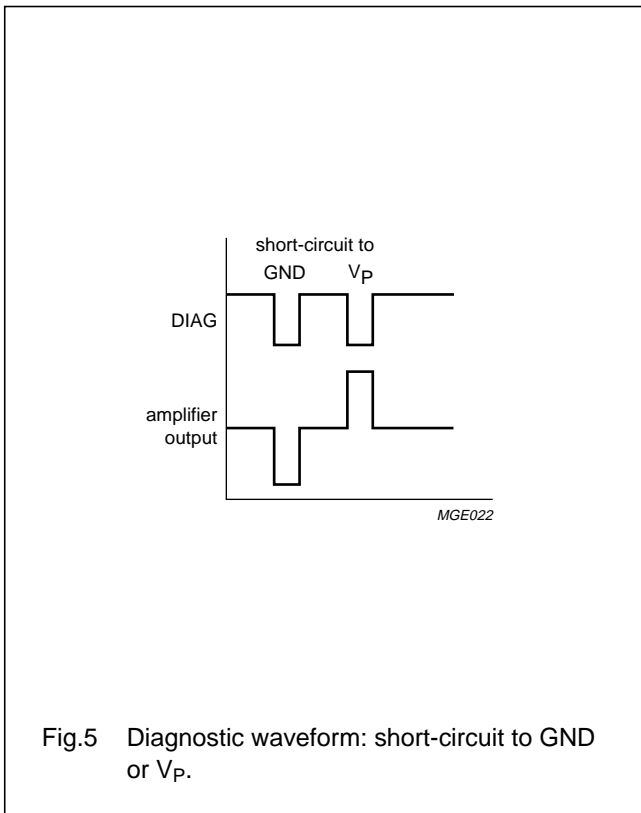 short-circuit to
GND VP
DIAG
amplifier
output
MGE022
Fig.5 Diagnostic waveform: short-circuit to GND
or VP.